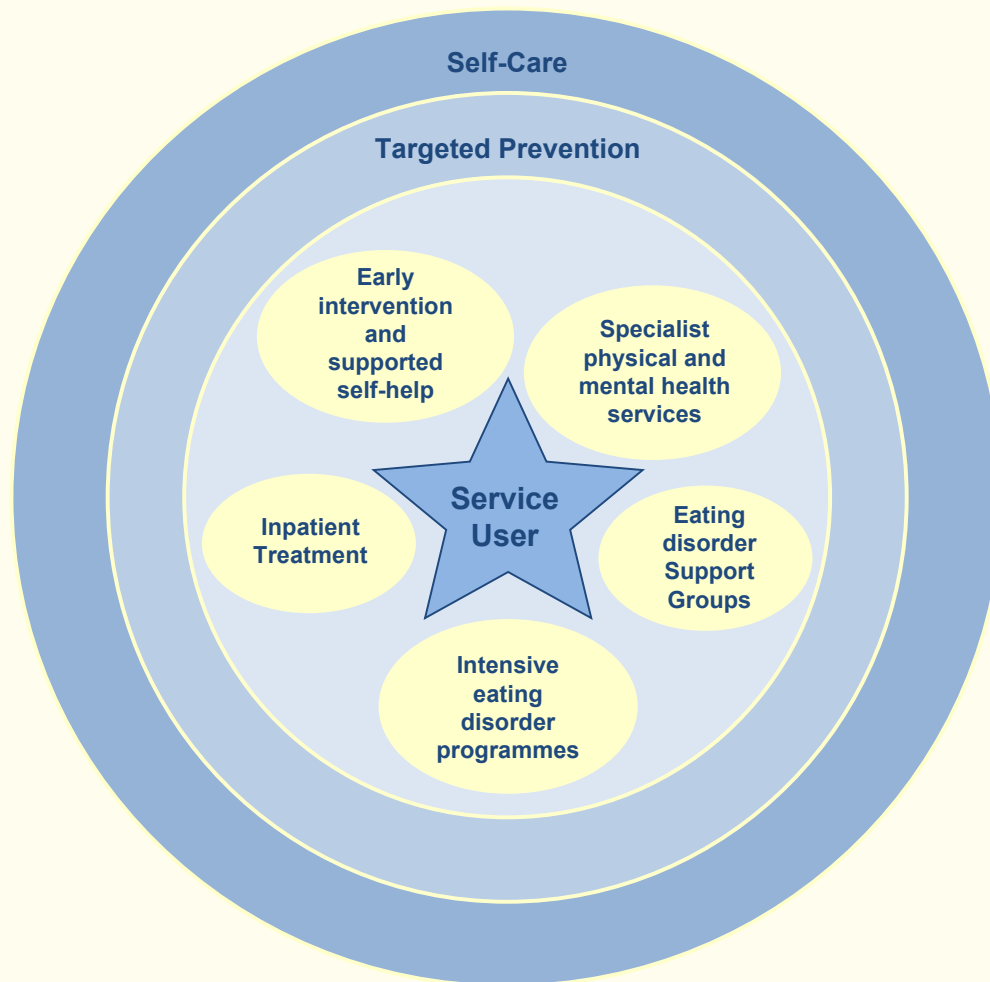 Self-Care
Targeted Prevention
Early
intervention
and
supported
self-help
Specialist
physical and
mental health
services
Service
User
Inpatient
Treatment
Eating
disorder
Support
Groups
Intensive
eating
disorder
programmes